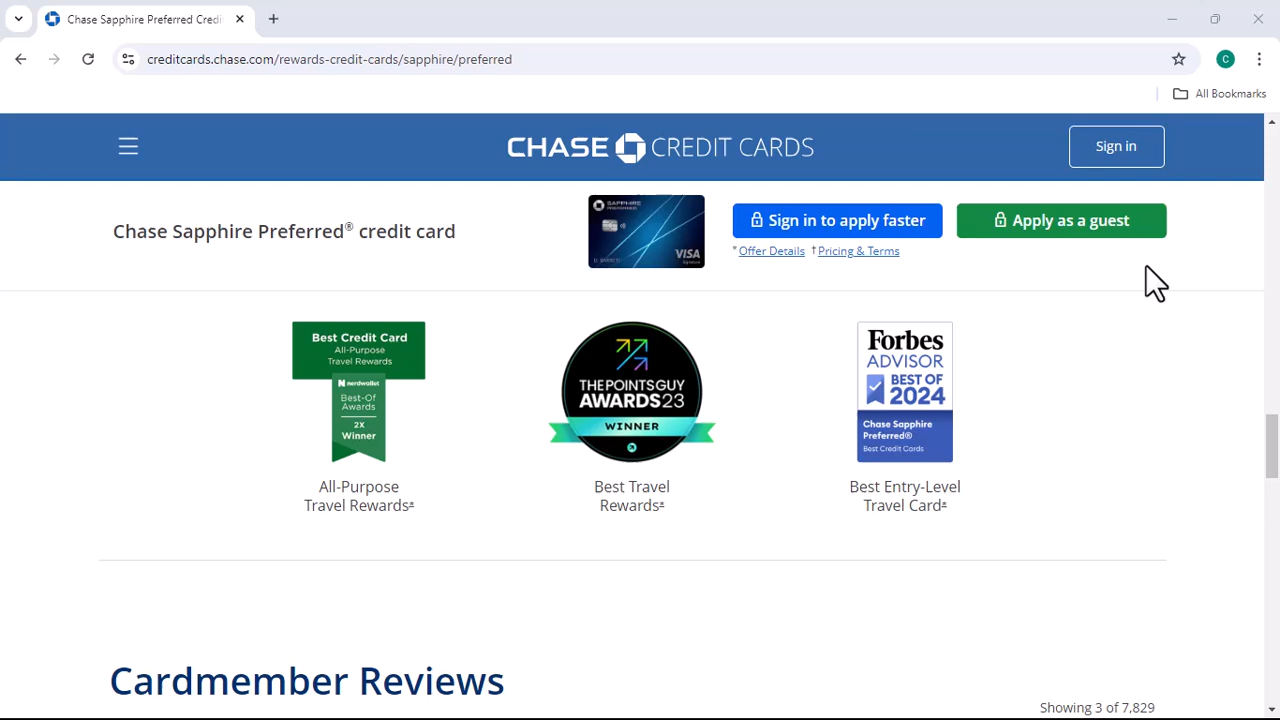 Chase Sapphire Preferred Credi
creditcards.chase.com/rewards-credit-cards/sapphire/preferred
C
All Bookmarks
CHASE CREDIT CARDS
Sign in
Chase Sapphire Preferred® credit card
SAPPHIRE
PREFERRED
VISA
Signature
Sign in to apply faster
Apply as a guest
*Offer Details †Pricing & Terms
Best Credit Card
All-Purpose
Travel Rewards
nerdwallet
Best-Of
Awards
2X
Winner
THE POINTS GUY
AWARDS 23
WINNER
Forbes
ADVISOR
BEST OF
2024
Chase Sapphire
Preferred®
Best Credit Cards
All-Purpose
Travel Rewards*
Best Travel
Rewards*
Best Entry-Level
Travel Card*
Cardmember Reviews
Showing 3 of 7,829